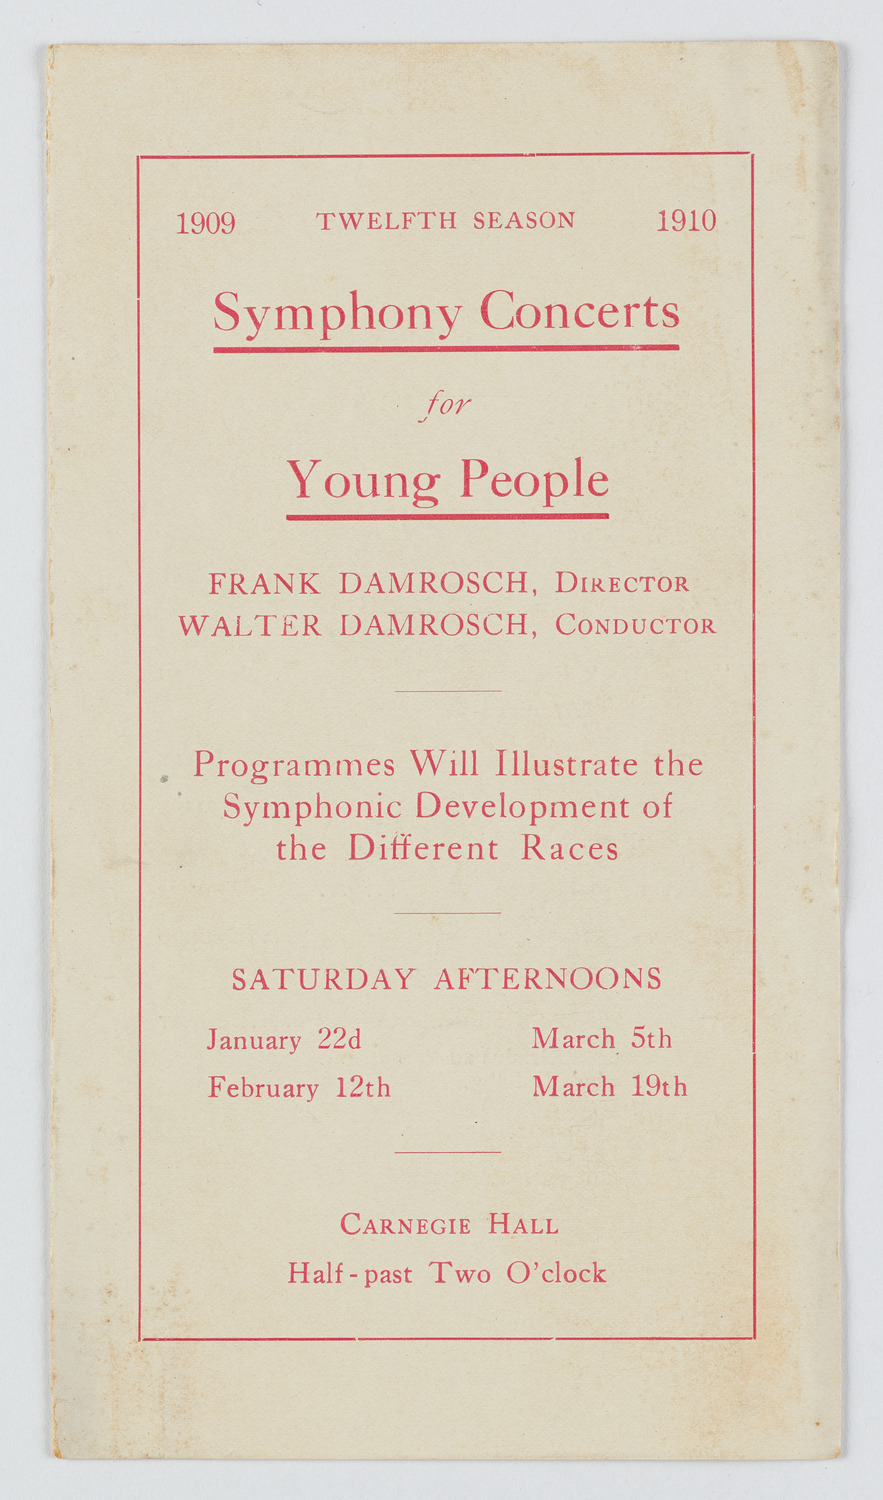 1909 TWELFTH SEASON 1910
Symphony Concerts
for
Young People
FRANK DAMROSCH, DIRECTOR
WALTER DAMROSCH, CONDUCTOR
Programmes Will Illustrate the
Symphonic Development of
the Different Races
SATURDAY AFTERNOONS
January 22d March 5th
February 12th March 19th
CARNEGIE HALL
Half-past Two O'clock